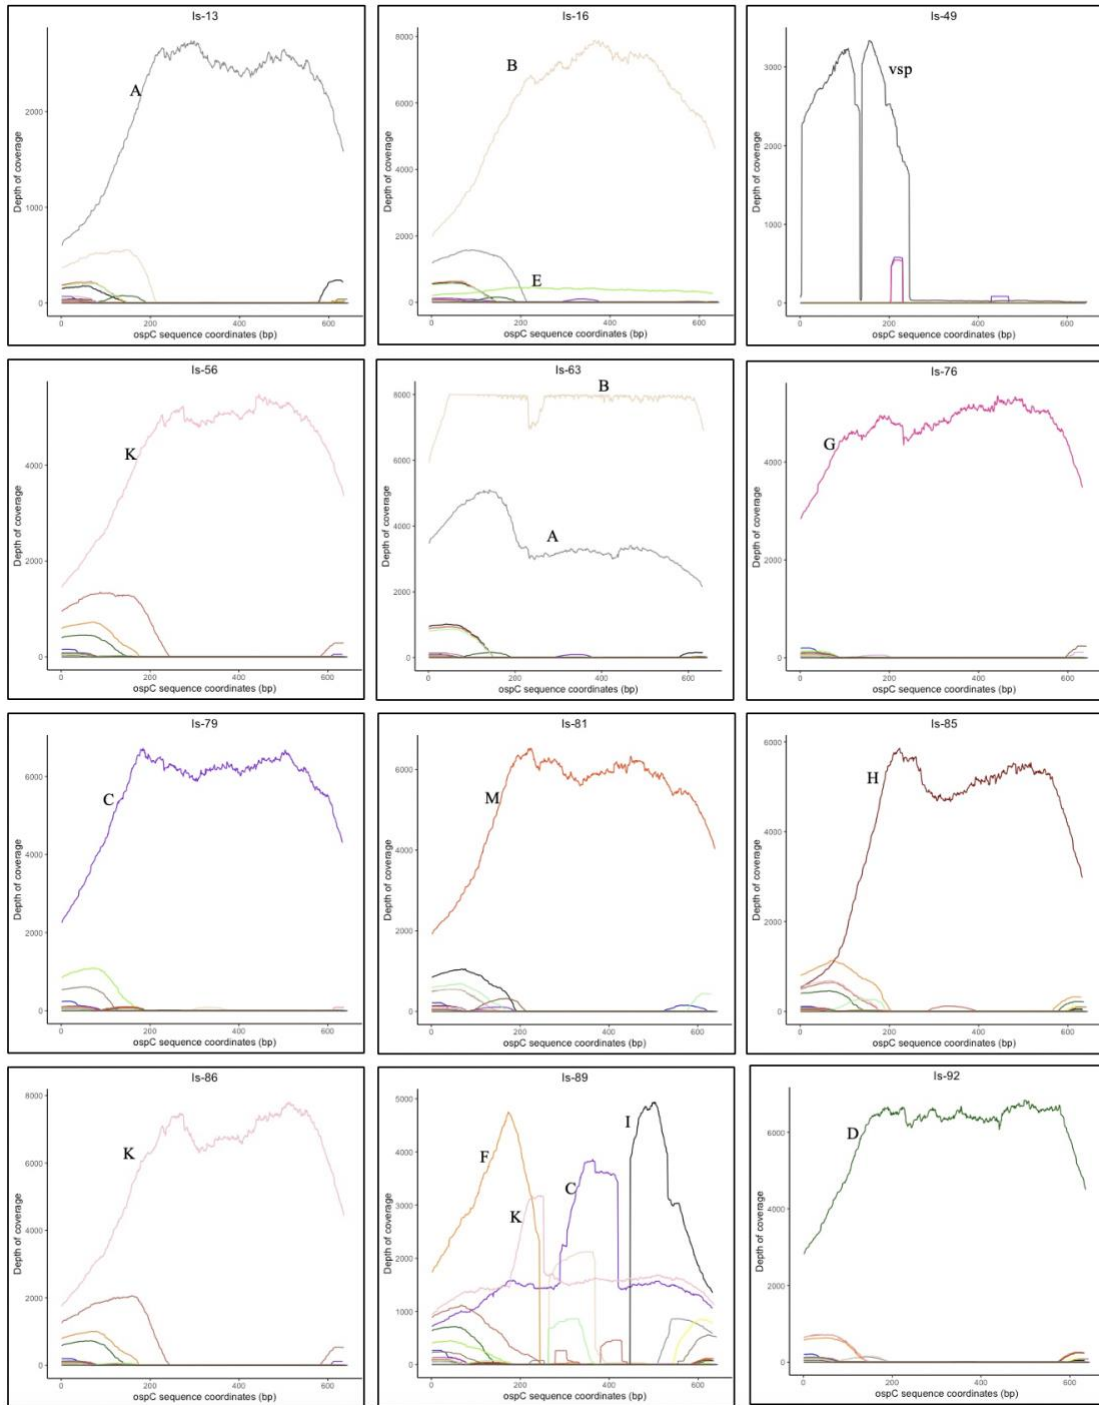 Is-13
Depth of coverage
2000
1000
0
A
0 200 400 600
ospC sequence coordinates (bp)
Is-16
Depth of coverage
8000
6000
4000
2000
0
B
E
0 200 400 600
ospC sequence coordinates (bp)
Is-49
Depth of coverage
3000
2000
1000
0
vsp
0 200 400 600
ospC sequence coordinates (bp)
Is-56
Depth of coverage
4000
2000
0
K
0 200 400 600
ospC sequence coordinates (bp)
Is-63
Depth of coverage
8000
6000
4000
2000
0
B
A
0 200 400 600
ospC sequence coordinates (bp)
Is-76
Depth of coverage
4000
2000
0
G
0 200 400 600
ospC sequence coordinates (bp)
Is-79
Depth of coverage
6000
4000
2000
0
C
0 200 400 600
ospC sequence coordinates (bp)
Is-81
Depth of coverage
6000
4000
2000
0
M
0 200 400 600
ospC sequence coordinates (bp)
Is-85
Depth of coverage
6000
4000
2000
0
H
0 200 400 600
ospC sequence coordinates (bp)
Is-86
Depth of coverage
8000
6000
4000
2000
0
K
0 200 400 600
ospC sequence coordinates (bp)
Is-89
Depth of coverage
5000
4000
3000
2000
1000
0
F
K
C
I
0 200 400 600
ospC sequence coordinates (bp)
Is-92
Depth of coverage
6000
4000
2000
0
D
0 200 400 600
ospC sequence coordinates (bp)